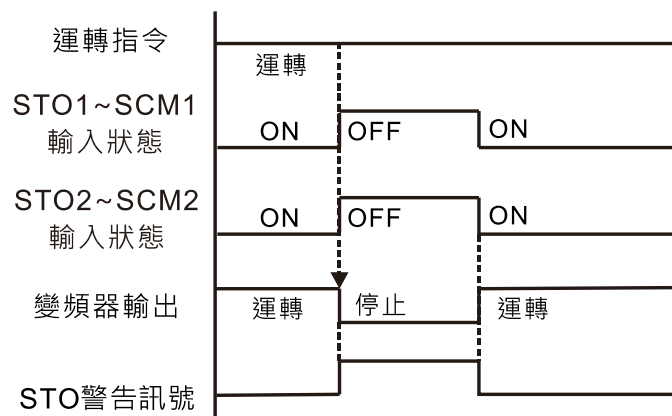 運轉指令
運轉
STO1~SCM1
輸入狀態
ON OFF ON
STO2~SCM2
輸入狀態
ON OFF ON
變頻器輸出
運轉 停止 運轉
STO警告訊號